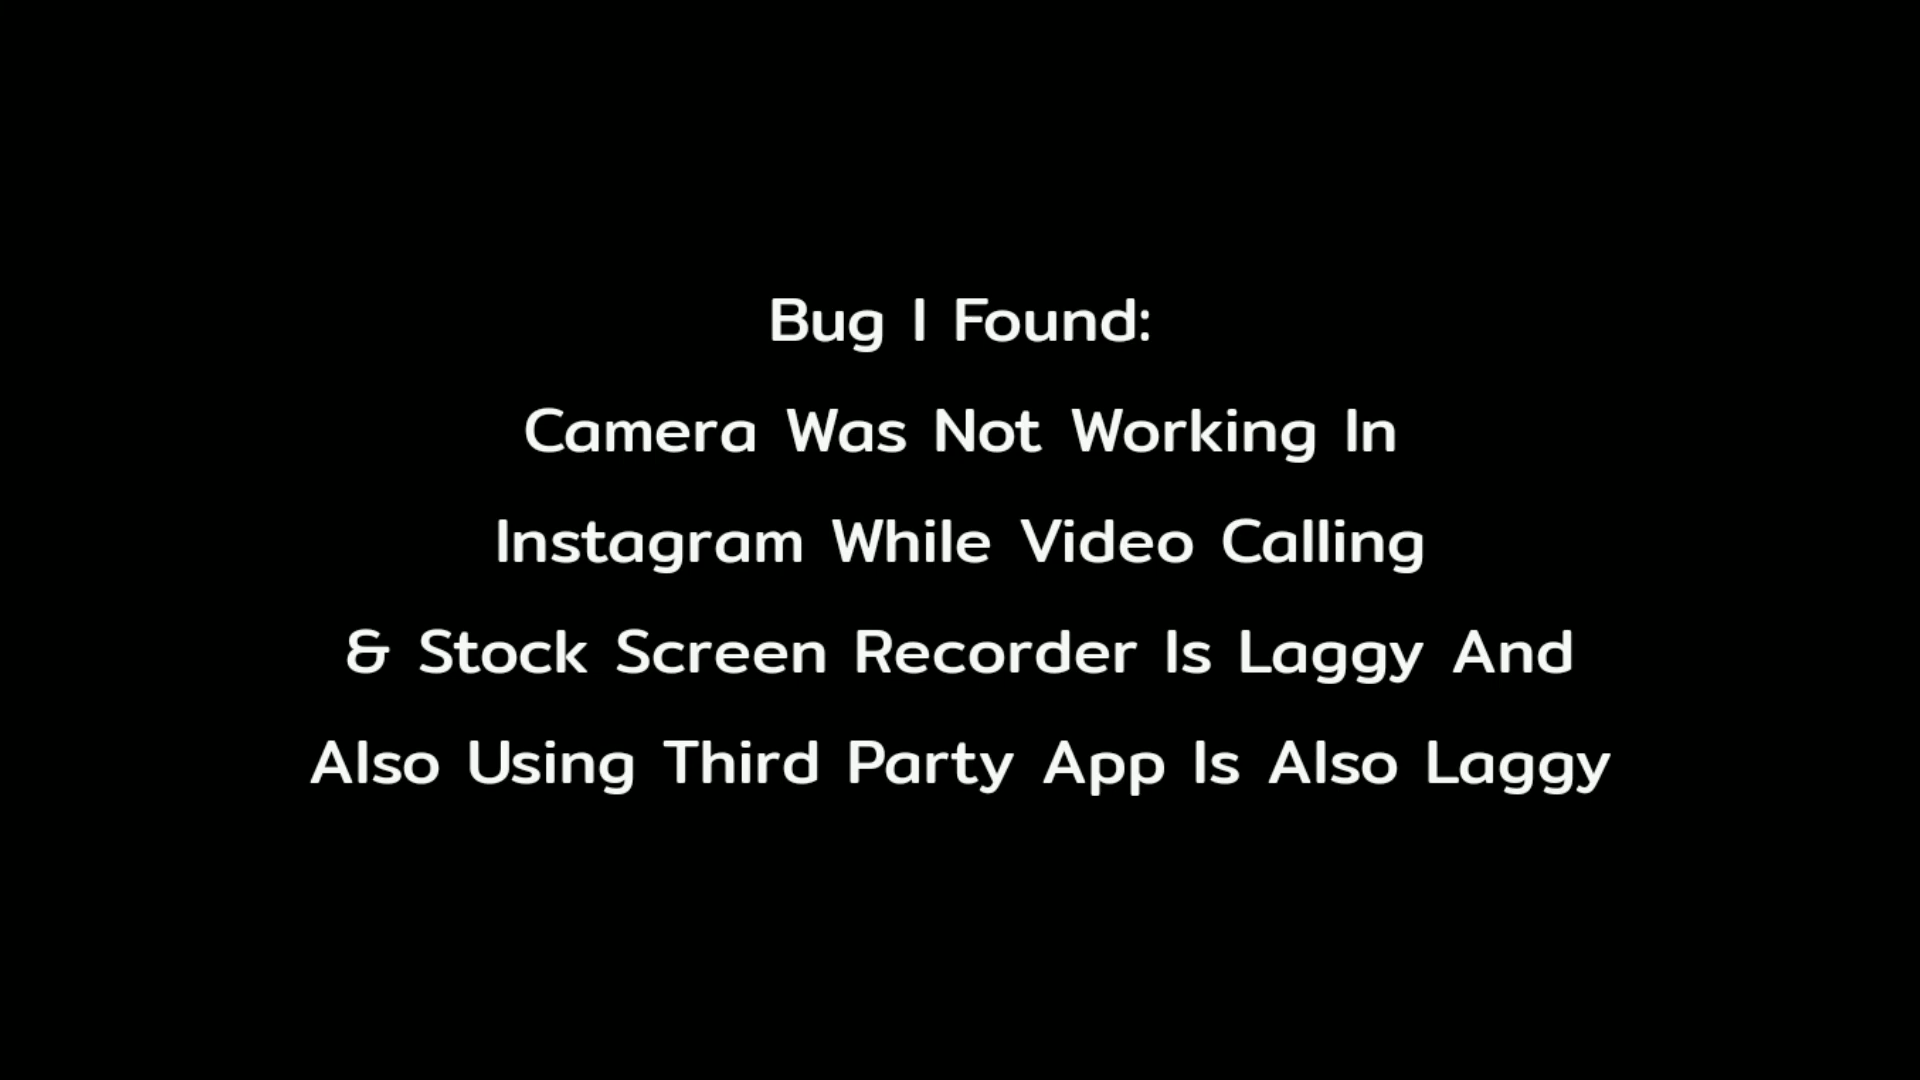 Bug I Found:
Camera Was Not Working In
Instagram While Video Calling
& Stock Screen Recorder Is Laggy And
Also Using Third Party App Is Also Laggy